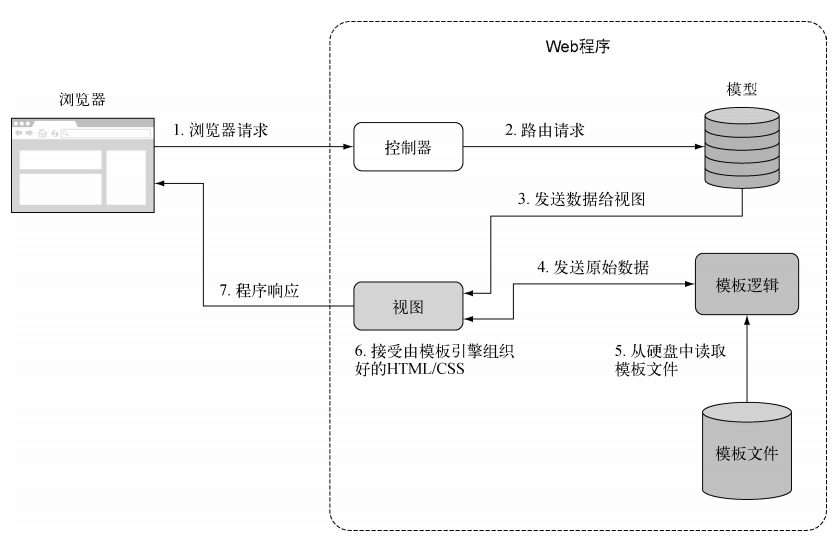 Web程序
浏览器
模型
1. 浏览器请求
控制器
2. 路由请求
3. 发送数据给视图
4. 发送原始数据
模板逻辑
7. 程序响应
视图
6. 接受由模板引擎组织
好的HTML/CSS
5. 从硬盘中读取
模板文件
模板文件